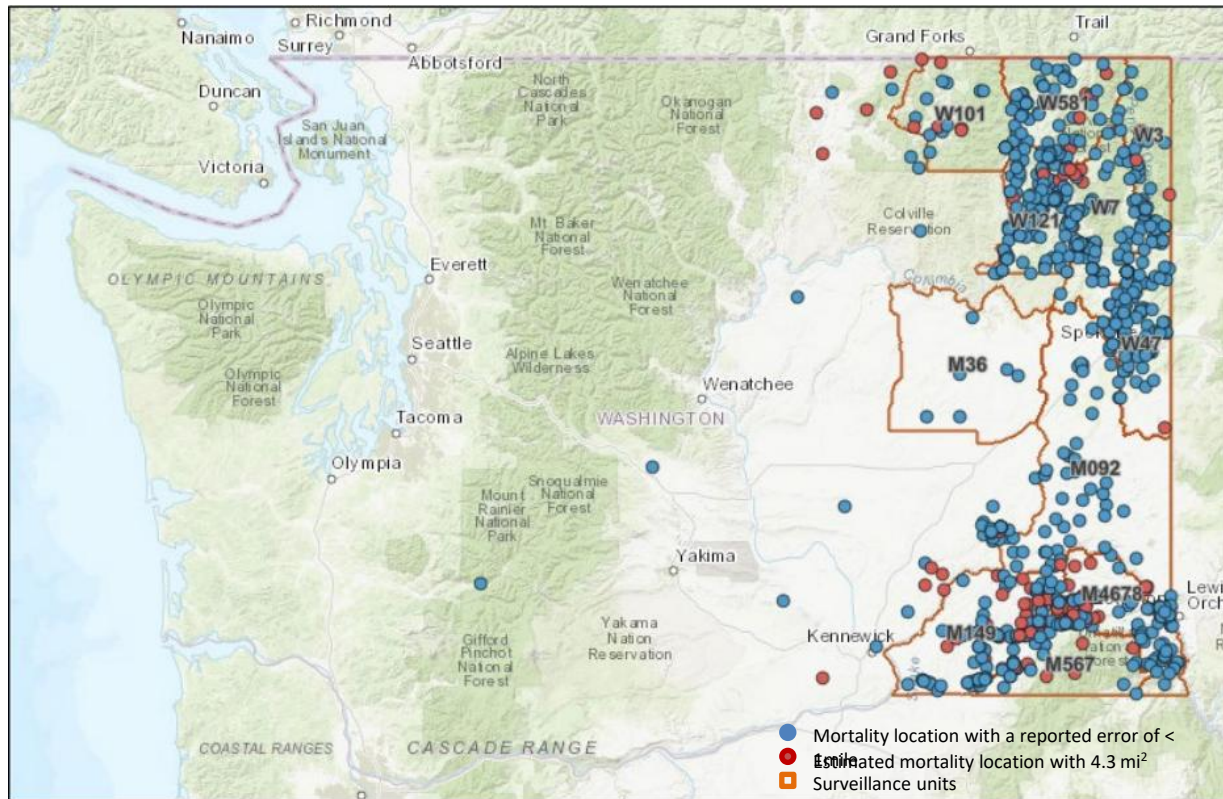 Richmond
Trail
Nanaimo
Surrey
Grand Forks
Abbotsford
North
Cascades
National
Park
Okanogan
National
Forest
Duncan
San Juan
Islands National
Monument
W581
W101
W3
Victoria
Colville
Reservation
W7
W121
Mt Baker
National
Forest
Everett
OLYMPIC MOUNTAINS
Olympic
National
Park
Wenatchee
National
Forest
Columbia
Seattle
Alpine Lakes
Wilderness
W47
M36
Olympic
National
Forest
Wenatchee
Tacoma
WASHINGTON
Olympia
M092
Mount
Rainier
National
Park
Snoqualmie
National
Forest
Yakima
M4678
Kennewick
M149
Yakama
Nation
Reservation
Gifford
Pinchot
National
Forest
M567
Forest
COASTAL RANGES
CASCADE RANGE
Mortality location with a reported error of <
1mile
Estimated mortality location with 4.3 mi²
Surveillance units